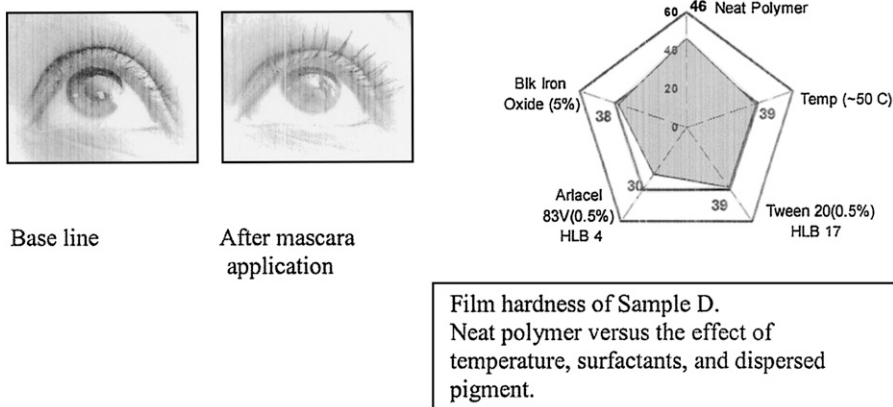 Base line
After mascara
application
46 Neat Polymer
60
40
20
0
Blk Iron
Oxide (5%)
38
Temp (~50 C)
39
Arlacel
83V(0.5%)
HLB 4
30
Tween 20(0.5%)
HLB 17
39
Film hardness of Sample D.
Neat polymer versus the effect of
temperature, surfactants, and dispersed
pigment.